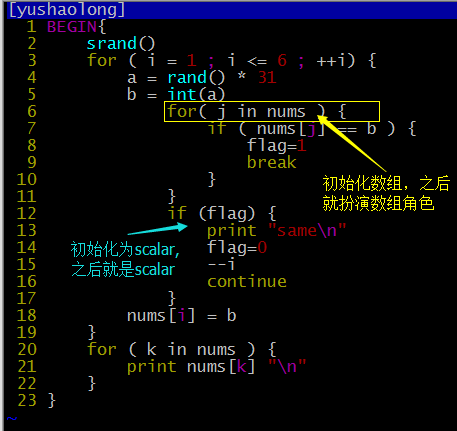 [yushaolong]
1 BEGIN{
2 srand()
3 for ( i = 1 ; i <= 6 ; ++i) {
4 a = rand() * 31
5 b = int(a)
6 for( j in nums ) {
7 if ( nums[j] == b ) {
8 flag=1
9 break
10 }
11 }
12 if (flag) {
13 print "same\n"
14 flag=0
15 --i
16 continue
17 }
18 nums[i] = b
19 }
20 for ( k in nums ) {
21 print nums[k] "\n"
22 }
23 }
~
初始化数组，之后
就扮演数组角色
初始化为scalar,
之后就是scalar